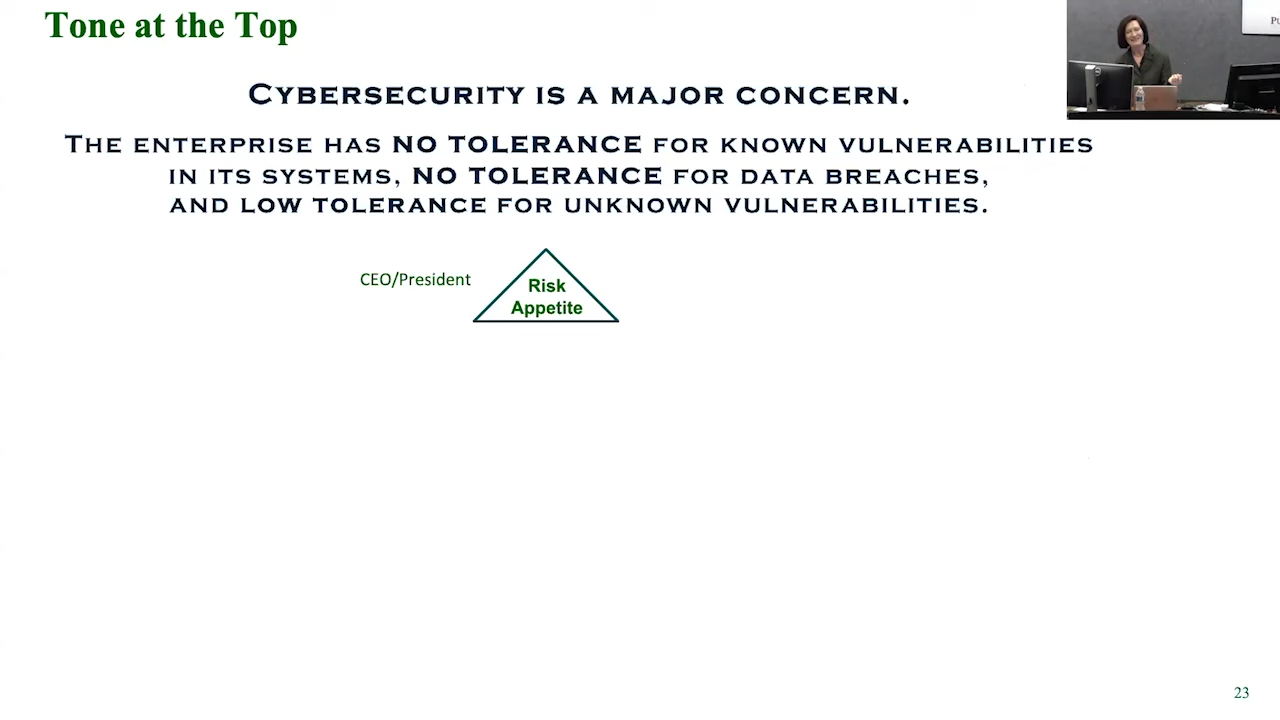 Tone at the Top
CYBERSECURITY IS A MAJOR CONCERN.
THE ENTERPRISE HAS NO TOLERANCE FOR KNOWN VULNERABILITIES
IN ITS SYSTEMS, NO TOLERANCE FOR DATA BREACHES,
AND LOW TOLERANCE FOR UNKNOWN VULNERABILITIES.
CEO/President
Risk
Appetite
23